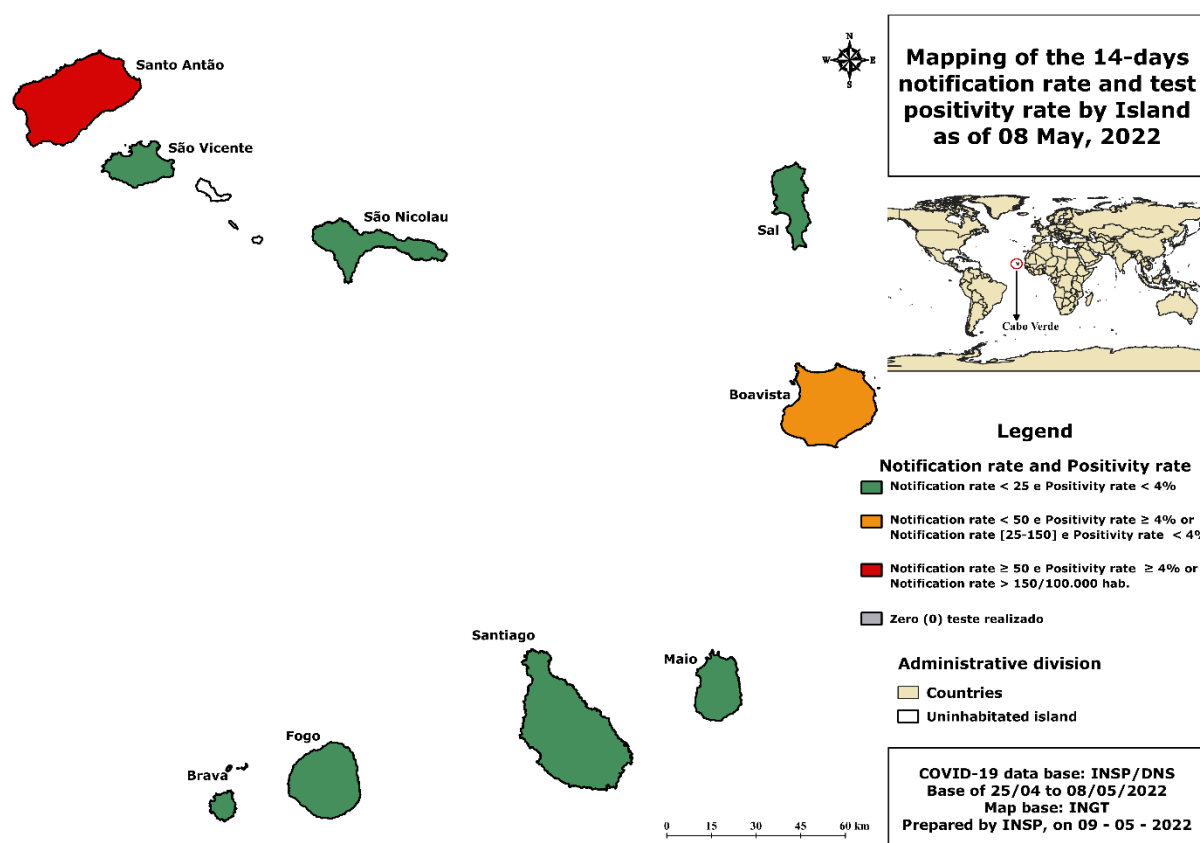 Mapping of the 14-days
notification rate and test
positivity rate by Island
as of 08 May, 2022
N
W E
S
Santo Antão
São Vicente
São Nicolau
Sal
Boavista
Santiago
Maio
Fogo
Brava
Cabo Verde
Legend
Notification rate and Positivity rate
Notification rate < 25 e Positivity rate < 4%
Notification rate < 50 e Positivity rate ≥ 4% or
Notification rate [25-150] e Positivity rate < 4%
Notification rate ≥ 50 e Positivity rate ≥ 4% or
Notification rate > 150/100.000 hab.
Zero (0) teste realizado
Administrative division
Countries
Uninhabitated island
0 15 30 45 60 km
COVID-19 data base: INSP/DNS
Base of 25/04 to 08/05/2022
Map base: INGT
Prepared by INSP, on 09 - 05 - 2022